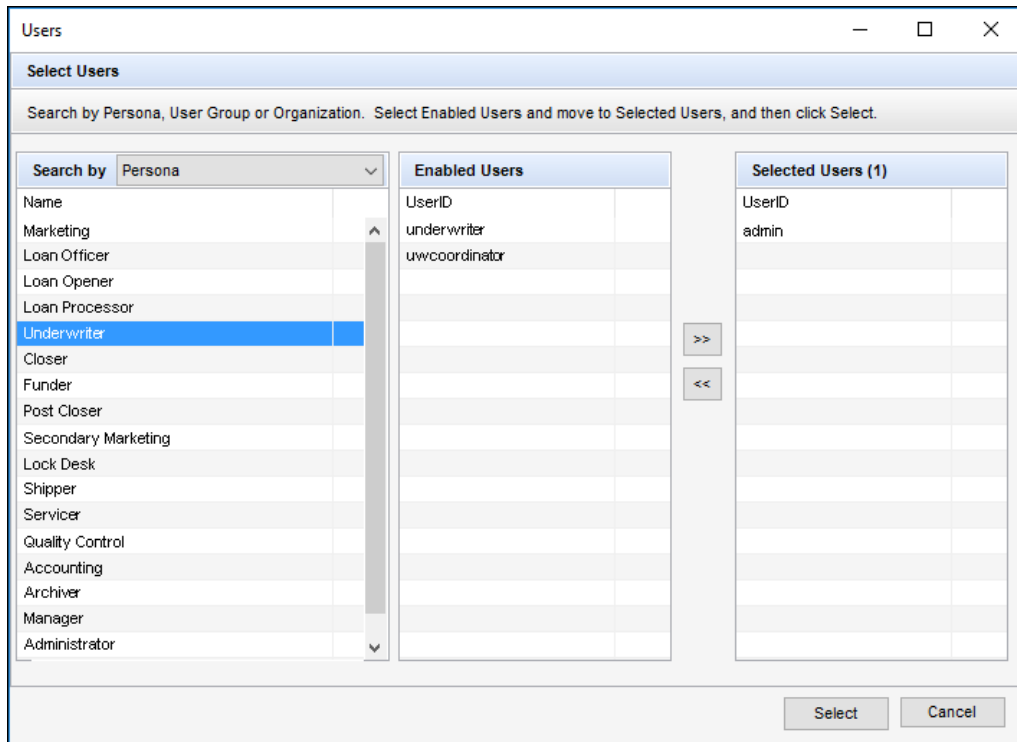 Users
Select Users
Search by Persona, User Group or Organization.  Select Enabled Users and move to Selected Users, and then click Select.
Search by Persona
Name
Marketing
Loan Officer
Loan Opener
Loan Processor
Underwriter
Closer
Funder
Post Closer
Secondary Marketing
Lock Desk
Shipper
Servicer
Quality Control
Accounting
Archiver
Manager
Administrator
Enabled Users
UserID
underwriter
uwcoordinator
>>
<<
Selected Users (1)
UserID
admin
Select
Cancel